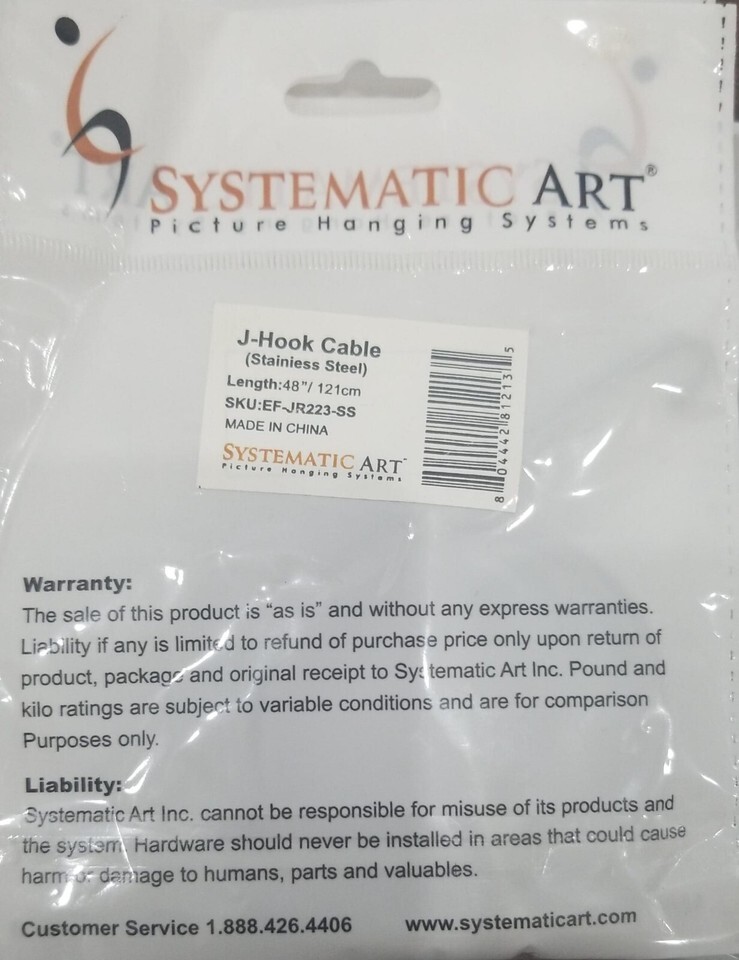 SYSTEMATIC ART®
Picture Hanging Systems
J-Hook Cable
(Stainless Steel)
Length:48"/ 121cm
SKU:EF-JR223-SS
MADE IN CHINA
SYSTEMATIC ART
Picture Hanging Systems
8 04442 81213 5
Warranty:
The sale of this product is “as is” and without any express warranties.
Liability if any is limited to refund of purchase price only upon return of
product, package and original receipt to Systematic Art Inc. Pound and
kilo ratings are subject to variable conditions and are for comparison
Purposes only.
Liability:
Systematic Art Inc. cannot be responsible for misuse of its products and
the system. Hardware should never be installed in areas that could cause
harm or damage to humans, parts and valuables.
Customer Service 1.888.426.4406 www.systematicart.com